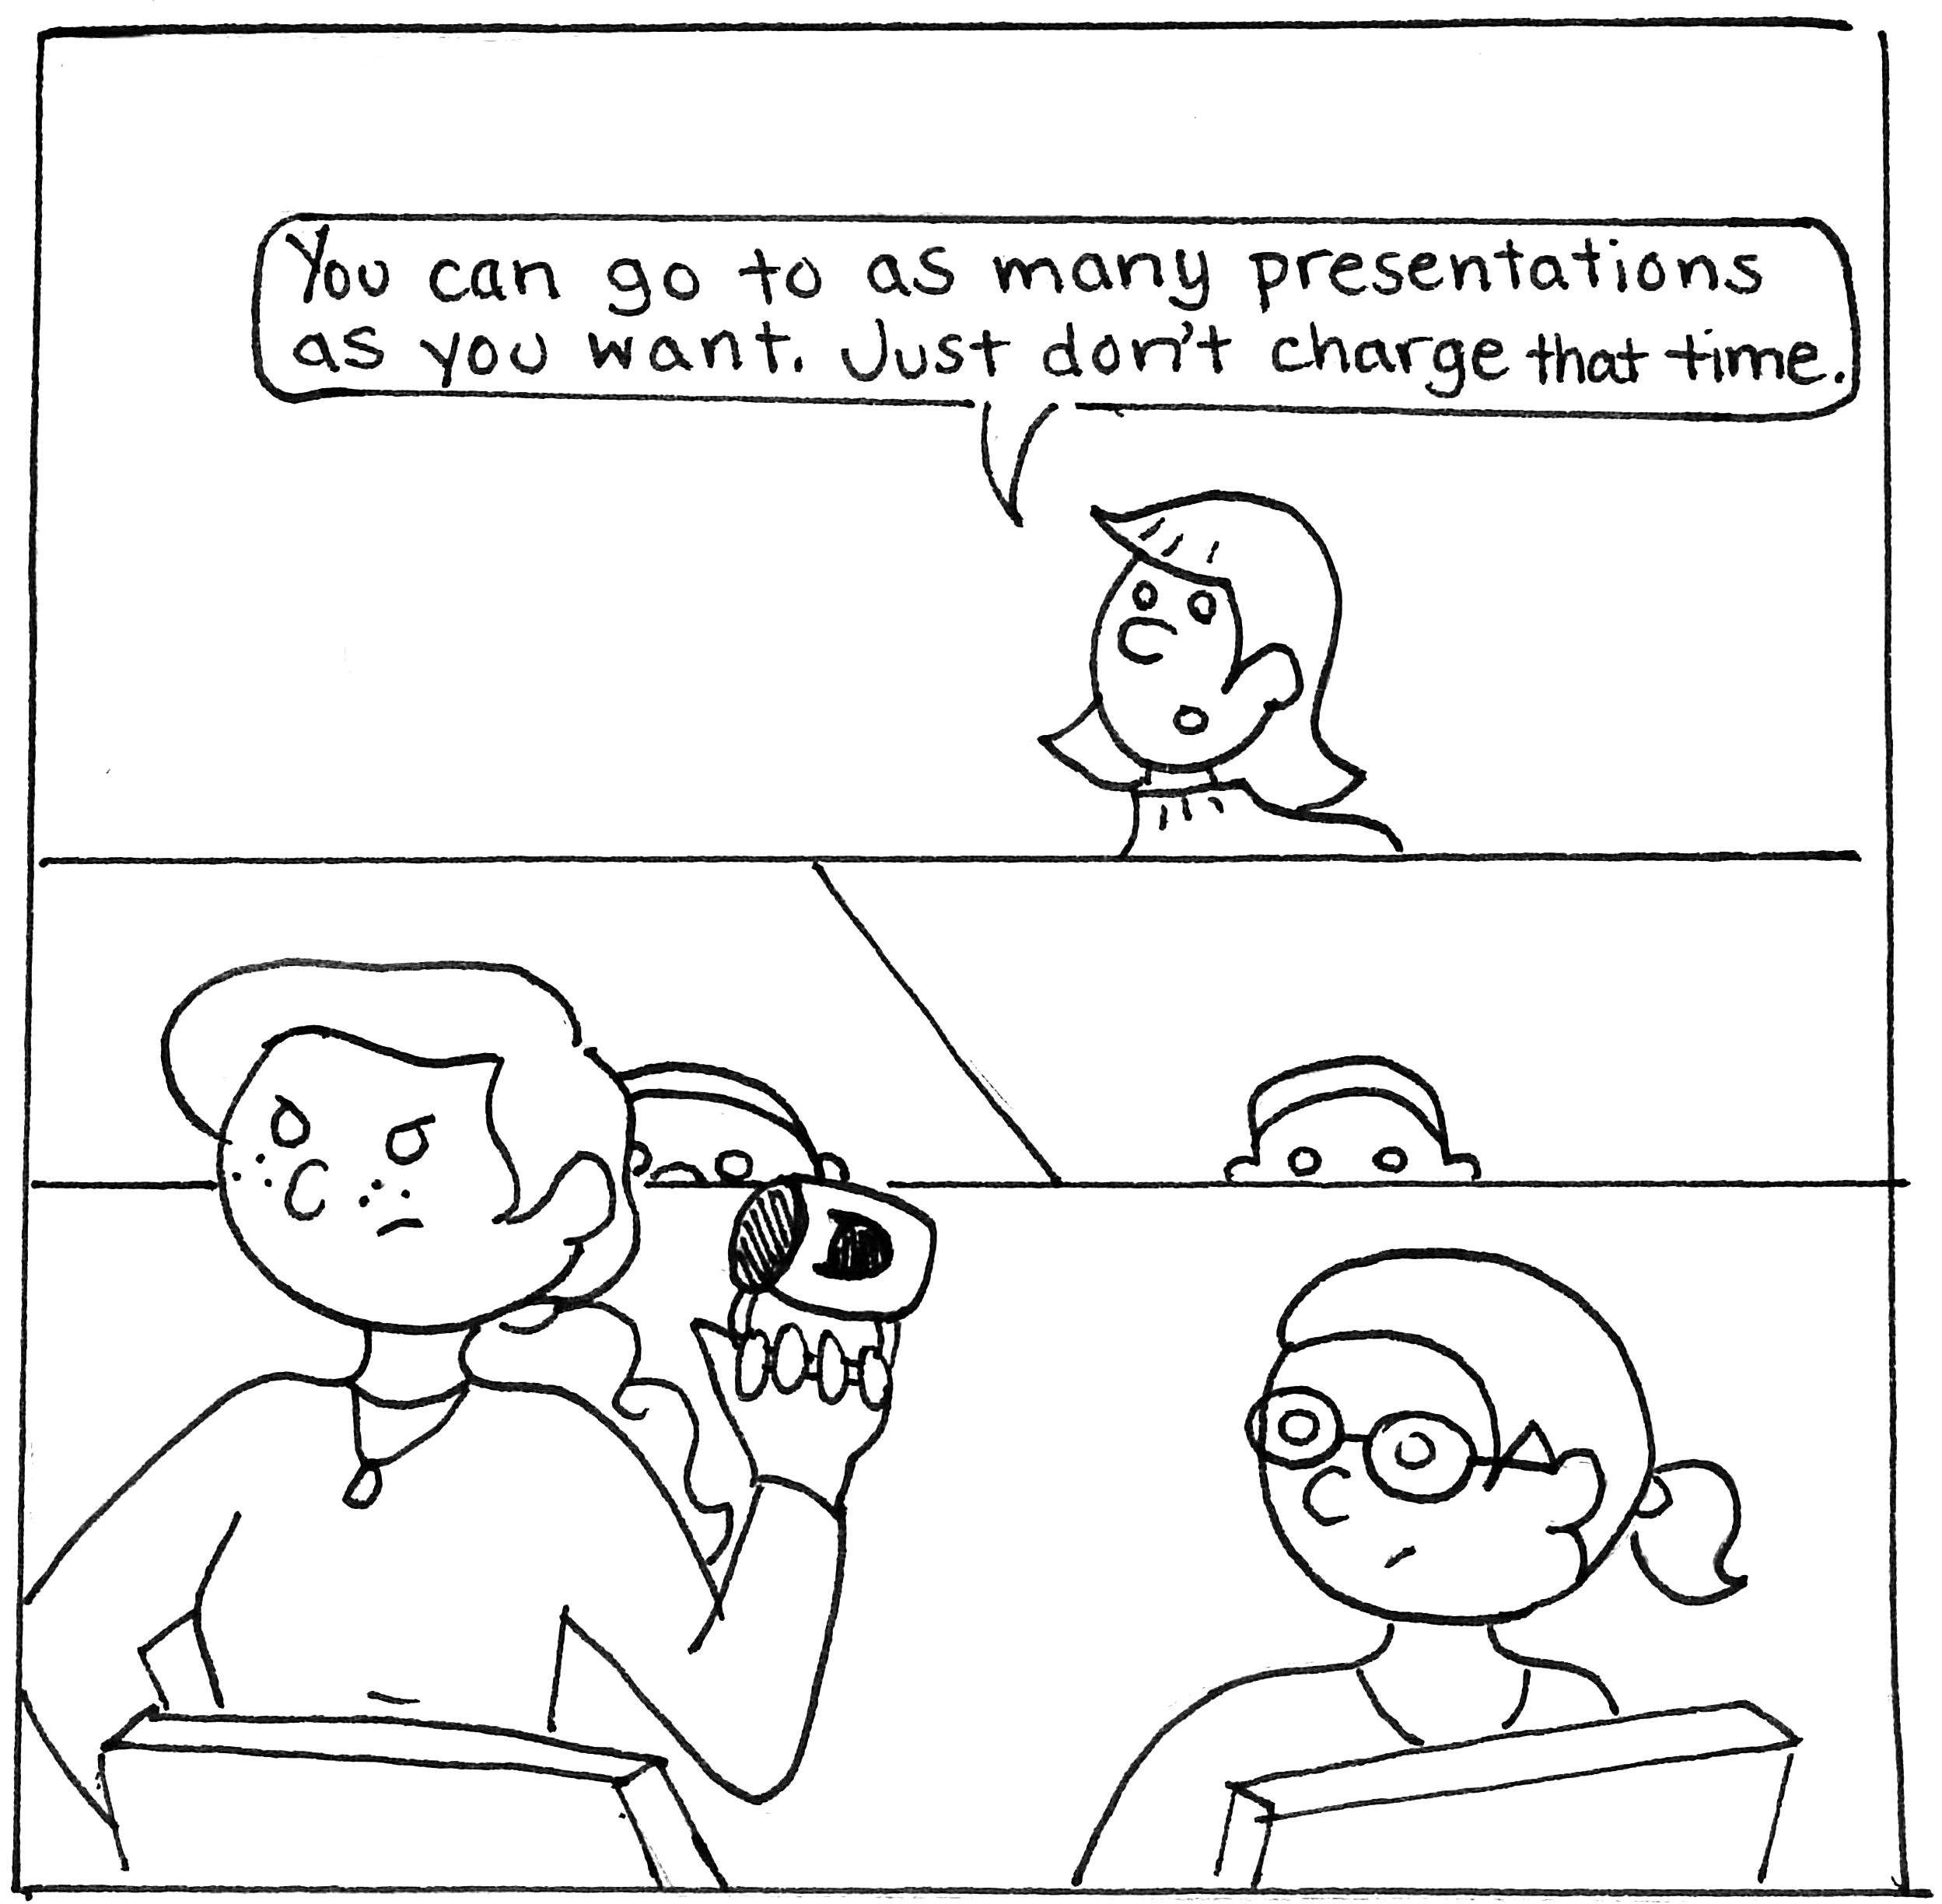 You can go to as many presentations
as you want. Just don't charge that time.